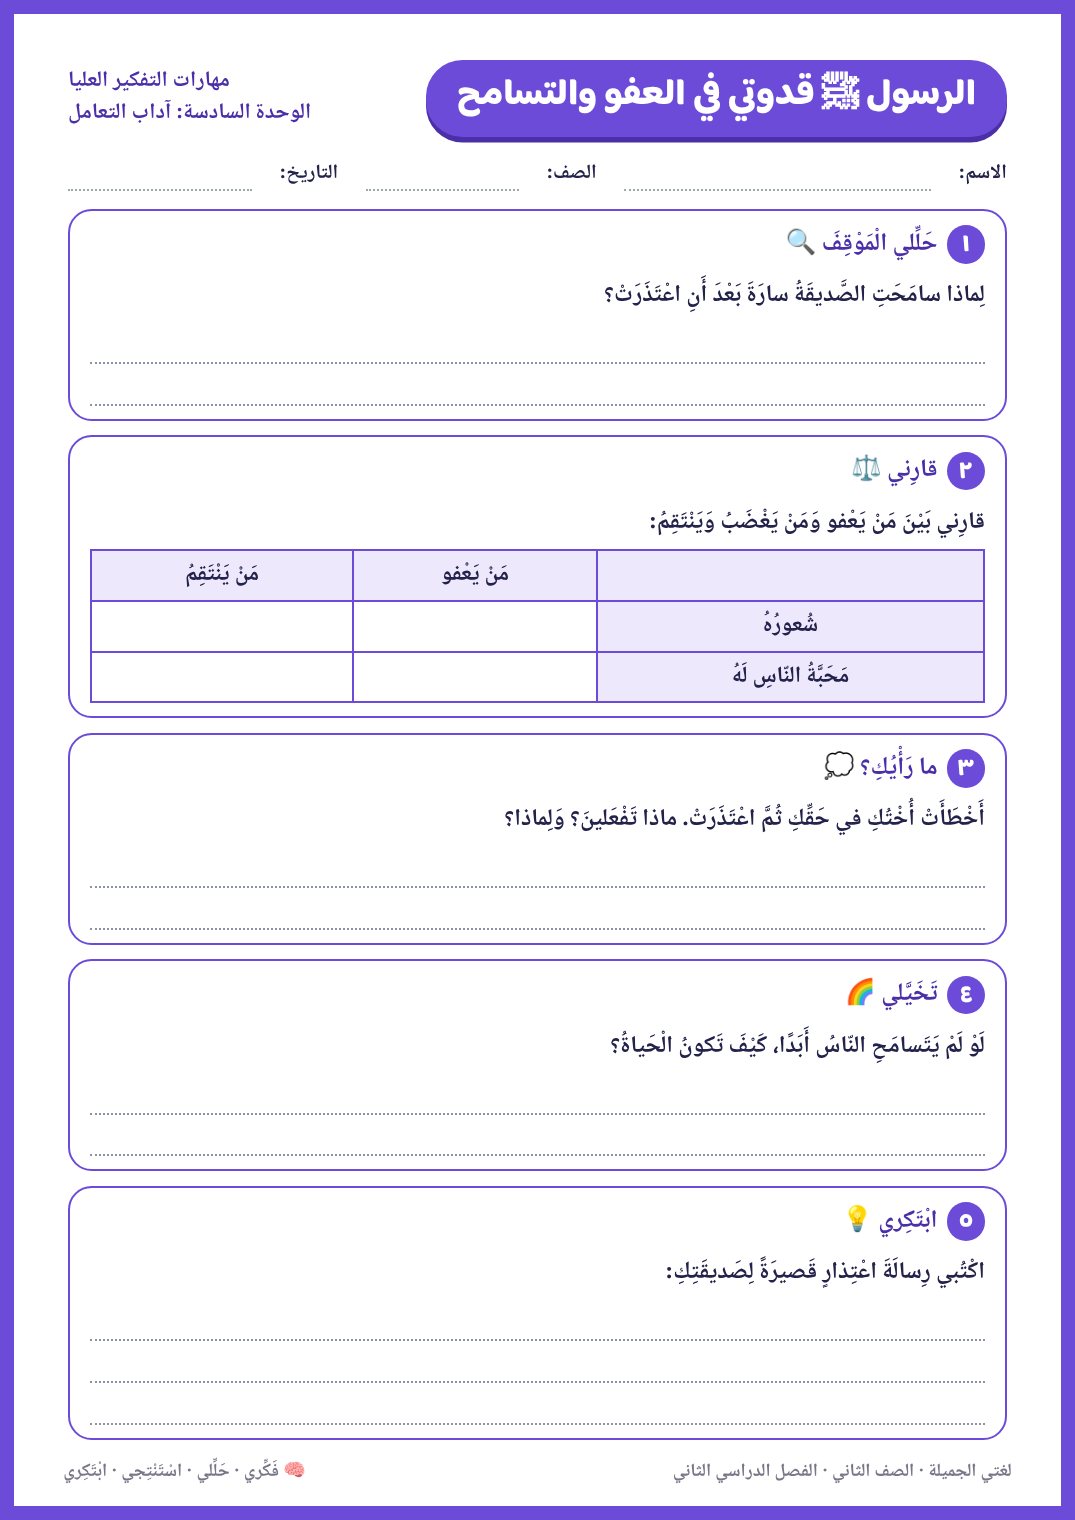 الرسول ﷺ قدوتي في العفو والتسامح
مهارات التفكير العليا
الوحدة السادسة: آداب التعامل
الاسم: الصف: التاريخ:
١ حَلِّلي الْمَوْقِفَ 🔍
لِماذا سامَحَتِ الصَّديقَةُ سارَةَ بَعْدَ أَنِ اعْتَذَرَتْ؟
٢ قارِني ⚖️
قارِني بَيْنَ مَنْ يَعْفو وَمَنْ يَغْضَبُ وَيَنْتَقِمُ:
مَنْ يَعْفو مَنْ يَنْتَقِمُ
شُعورُهُ
مَحَبَّةُ النّاسِ لَهُ
٣ ما رَأْيُكِ؟ 💭
أَخْطَأَتْ أُخْتُكِ في حَقِّكِ ثُمَّ اعْتَذَرَتْ. ماذا تَفْعَلينَ؟ وَلِماذا؟
٤ تَخَيَّلي 🌈
لَوْ لَمْ يَتَسامَحِ النّاسُ أَبَدًا، كَيْفَ تَكونُ الْحَياةُ؟
٥ ابْتَكِري 💡
اكْتُبي رِسالَةَ اعْتِذارٍ قَصيرَةً لِصَديقَتِكِ:
لغتي الجميلة · الصف الثاني · الفصل الدراسي الثاني
🧠 فَكِّري · حَلِّلي · اسْتَنْتِجي · ابْتَكِري